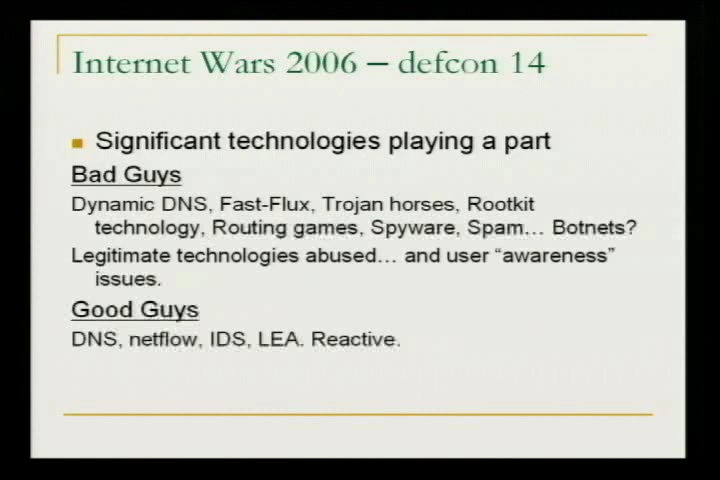 Internet Wars 2006 – defcon 14
Significant technologies playing a part
Bad Guys
Dynamic DNS, Fast-Flux, Trojan horses, Rootkit
technology, Routing games, Spyware, Spam... Botnets?
Legitimate technologies abused... and user “awareness”
issues.
Good Guys
DNS, netflow, IDS, LEA. Reactive.